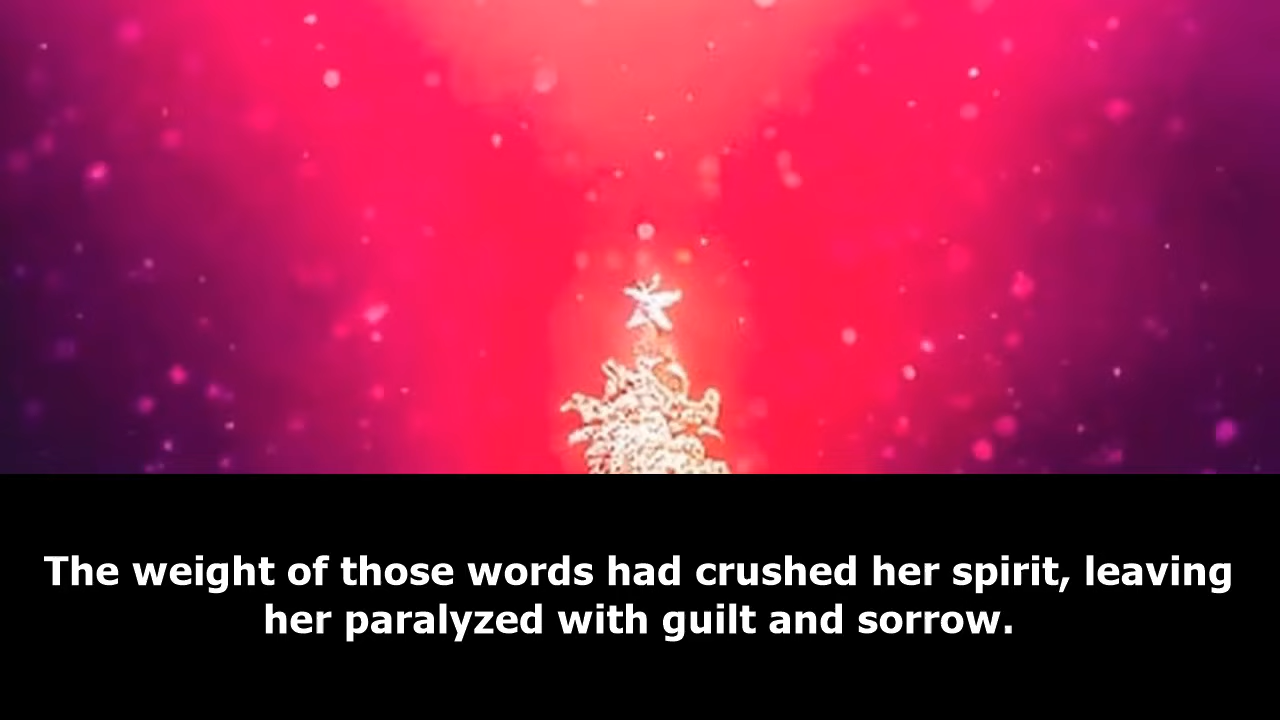 The weight of those words had crushed her spirit, leaving
her paralyzed with guilt and sorrow.